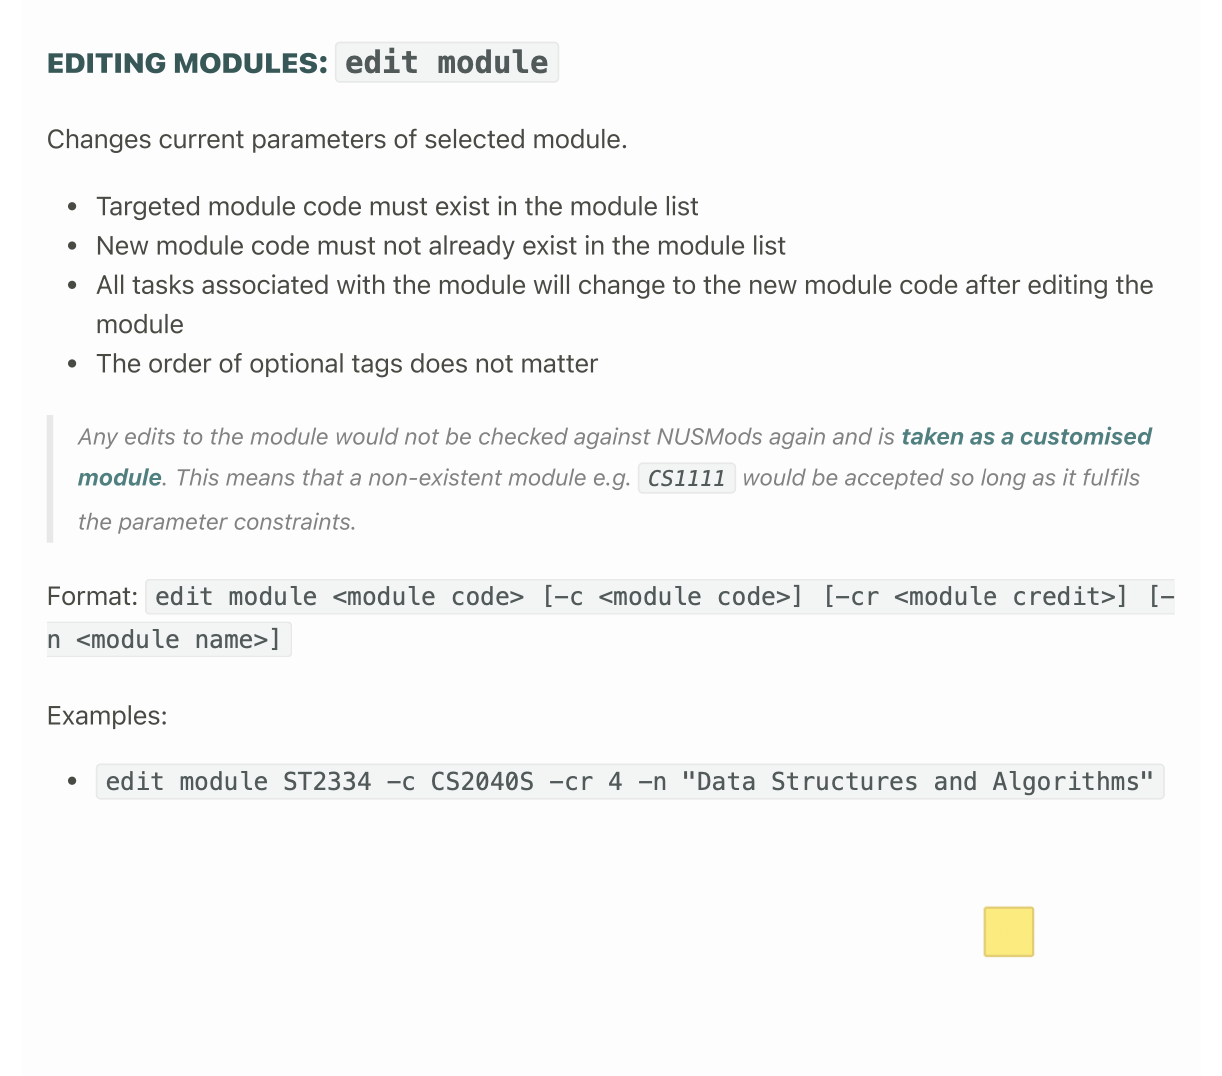 EDITING MODULES: edit module
Changes current parameters of selected module.
• Targeted module code must exist in the module list
• New module code must not already exist in the module list
• All tasks associated with the module will change to the new module code after editing the
module
• The order of optional tags does not matter
Any edits to the module would not be checked against NUSMods again and is taken as a customised
module. This means that a non-existent module e.g. CS1111 would be accepted so long as it fulfils
the parameter constraints.
Format: edit module <module code> [-c <module code>] [-cr <module credit>] [-
n <module name>]
Examples:
• edit module ST2334 -c CS2040S -cr 4 -n "Data Structures and Algorithms"